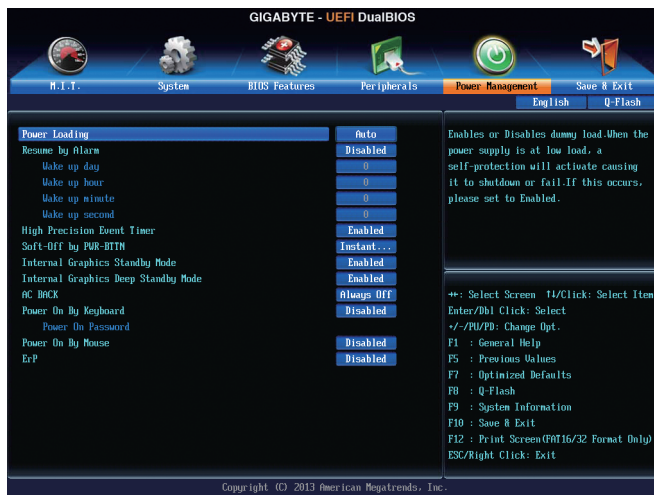 GIGABYTE - UEFI DualBIOS
M.I.T. System BIOS Features Peripherals Power Management Save & Exit
English Q-Flash
Power Loading Auto
Resume by Alarm Disabled
Wake up day 0
Wake up hour 0
Wake up minute 0
Wake up second 0
High Precision Event Timer Enabled
Soft-Off by PWR-BTTN Instant...
Internal Graphics Standby Mode Enabled
Internal Graphics Deep Standby Mode Enabled
AC BACK Always Off
Power On By Keyboard Disabled
Power On Password
Power On By Mouse Disabled
ErP Disabled
Enables or Disables dummy load.When the
power supply is at low load, a
self-protection will activate causing
it to shutdown or fail.If this occurs,
please set to Enabled.
→←: Select Screen ↑↓/Click: Select Item
Enter/Dbl Click: Select
+/-/PU/PD: Change Opt.
F1 : General Help
F5 : Previous Values
F7 : Optimized Defaults
F8 : Q-Flash
F9 : System Information
F10 : Save & Exit
F12 : Print Screen(FAT16/32 Format Only)
ESC/Right Click: Exit
Copyright (C) 2013 American Megatrends, Inc.